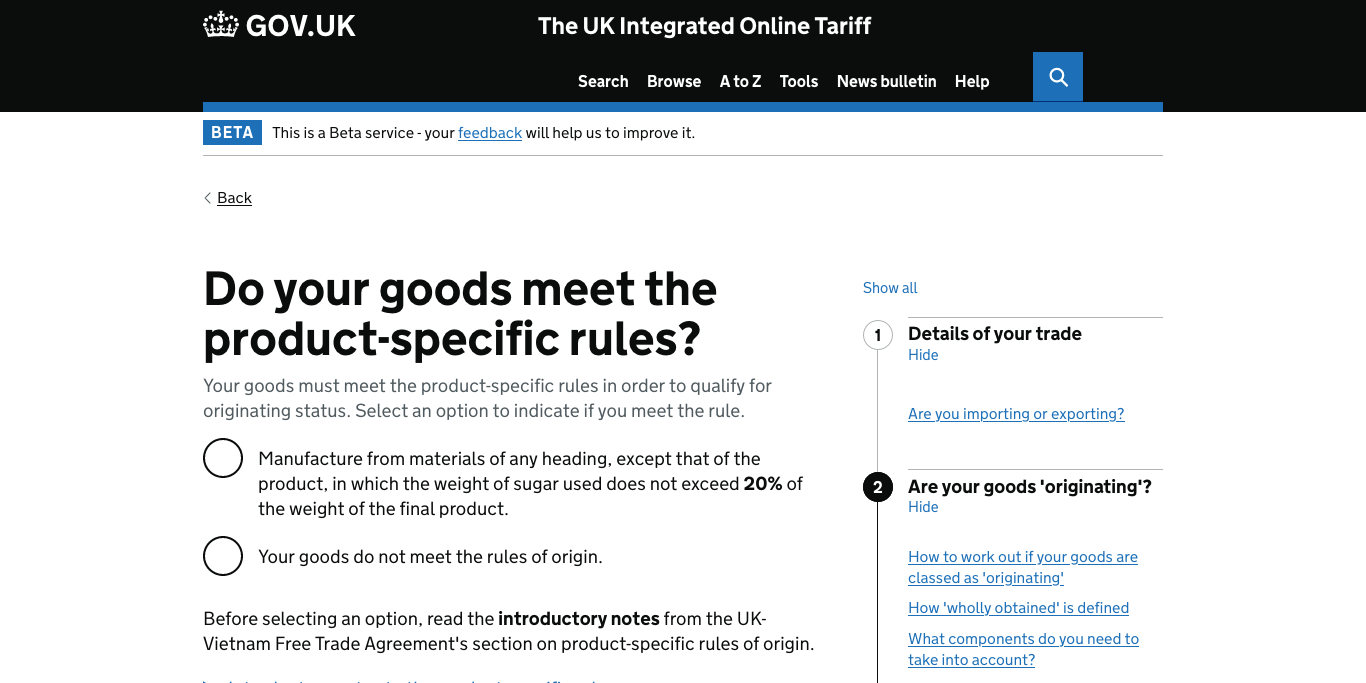 GOV.UK
The UK Integrated Online Tariff
Search Browse A to Z Tools News bulletin Help
BETA This is a Beta service - your feedback will help us to improve it.
Back
Do your goods meet the
product-specific rules?
Your goods must meet the product-specific rules in order to qualify for
originating status. Select an option to indicate if you meet the rule.
Manufacture from materials of any heading, except that of the
product, in which the weight of sugar used does not exceed 20% of
the weight of the final product.
Your goods do not meet the rules of origin.
Before selecting an option, read the introductory notes from the UK-
Vietnam Free Trade Agreement's section on product-specific rules of origin.
Show all
1 Details of your trade
Hide
Are you importing or exporting?
2 Are your goods 'originating'?
Hide
How to work out if your goods are
classed as 'originating'
How 'wholly obtained' is defined
What components do you need to
take into account?